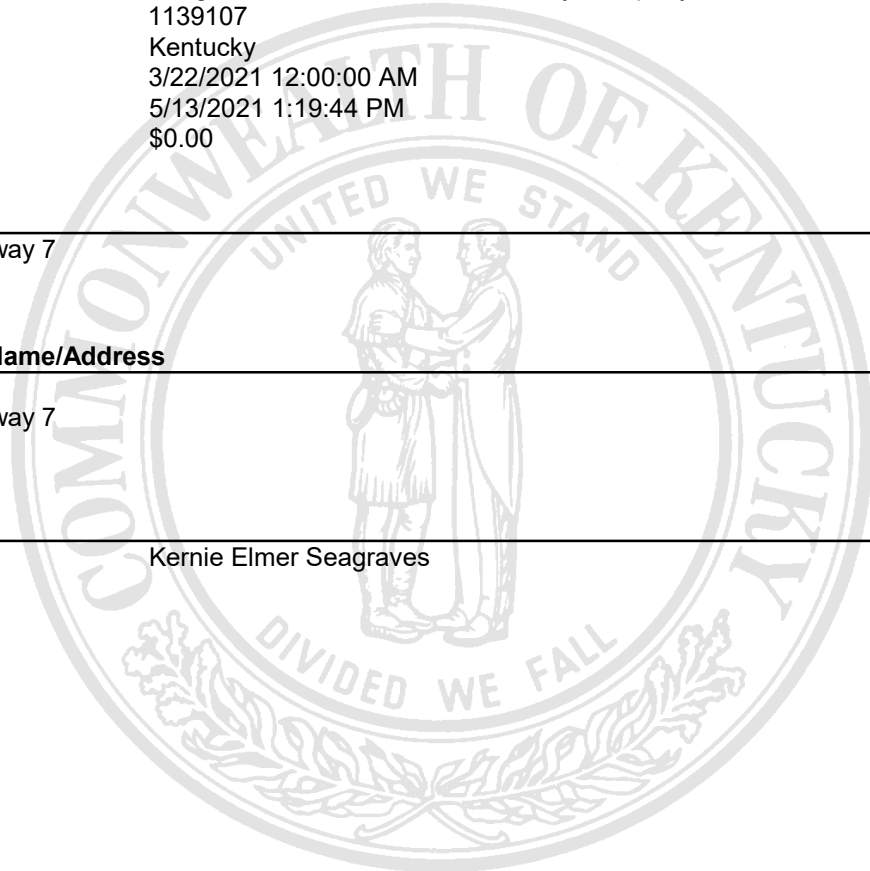 1139107
Kentucky
3/22/2021 12:00:00 AM
5/13/2021 1:19:44 PM
$0.00
way 7
Name/Address
way 7
Kernie Elmer Seagraves
COMMONWEALTH OF KENTUCKY
UNITED WE STAND
DIVIDED WE FALL